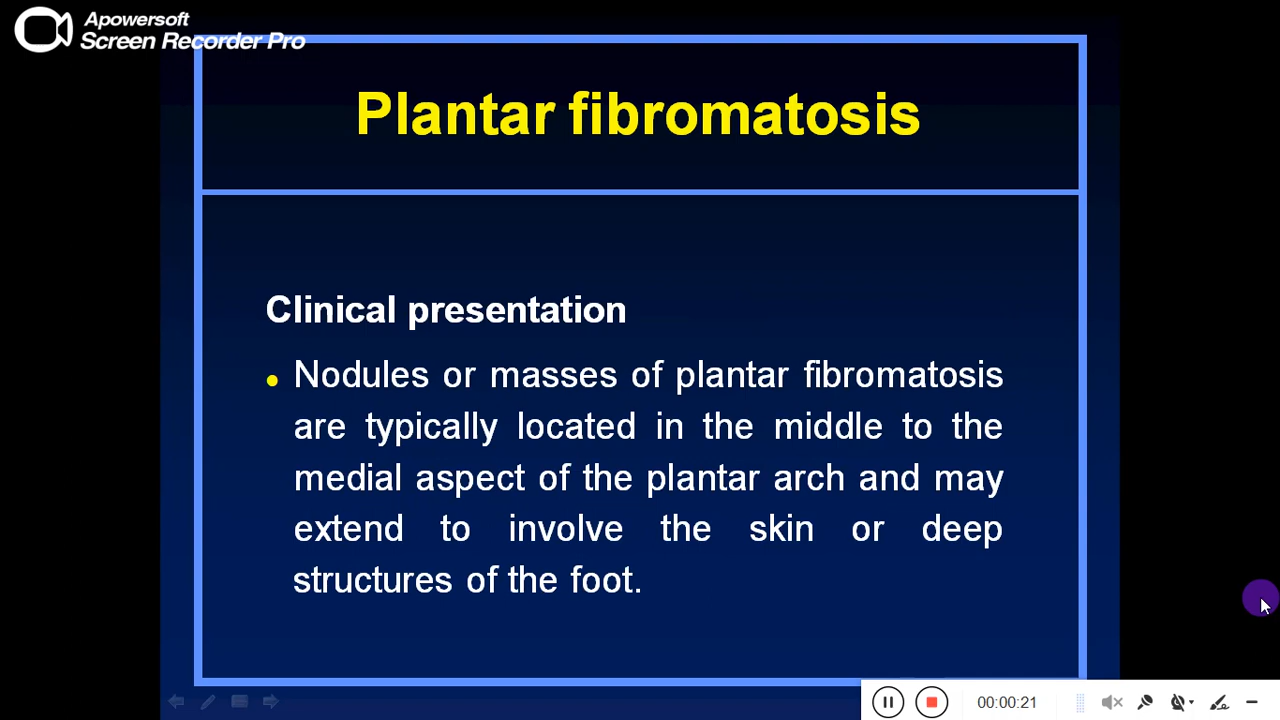 Apowersoft
Screen Recorder Pro
Plantar fibromatosis
Clinical presentation
• Nodules or masses of plantar fibromatosis
are typically located in the middle to the
medial aspect of the plantar arch and may
extend to involve the skin or deep
structures of the foot.
00:00:21